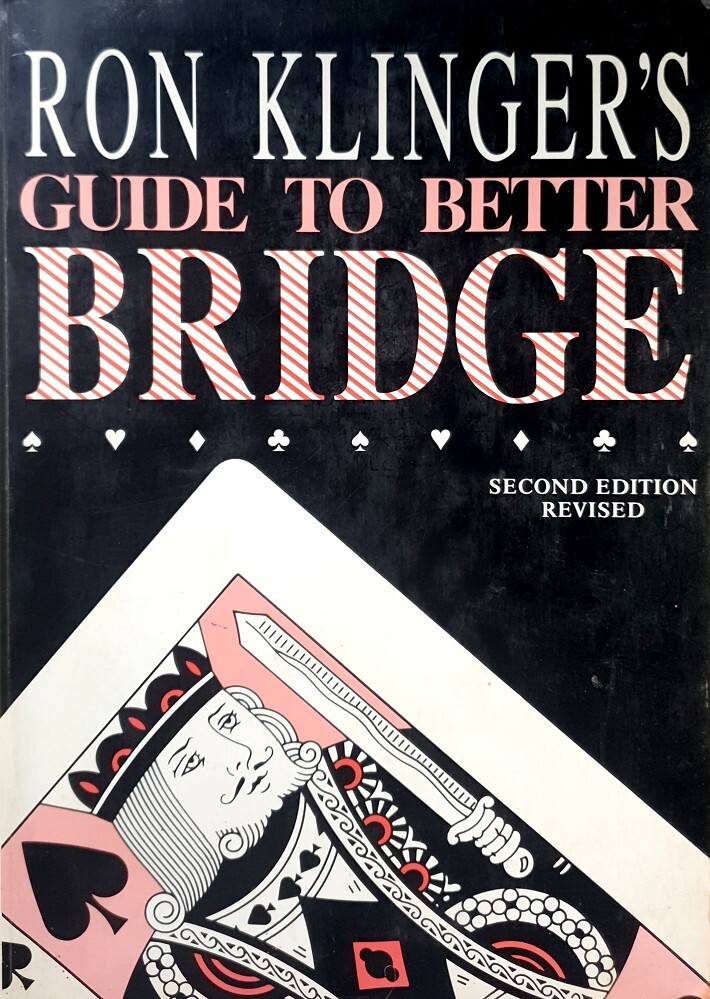 RON KLINGER'S
GUIDE TO BETTER
BRIDGE
SECOND EDITION
REVISED